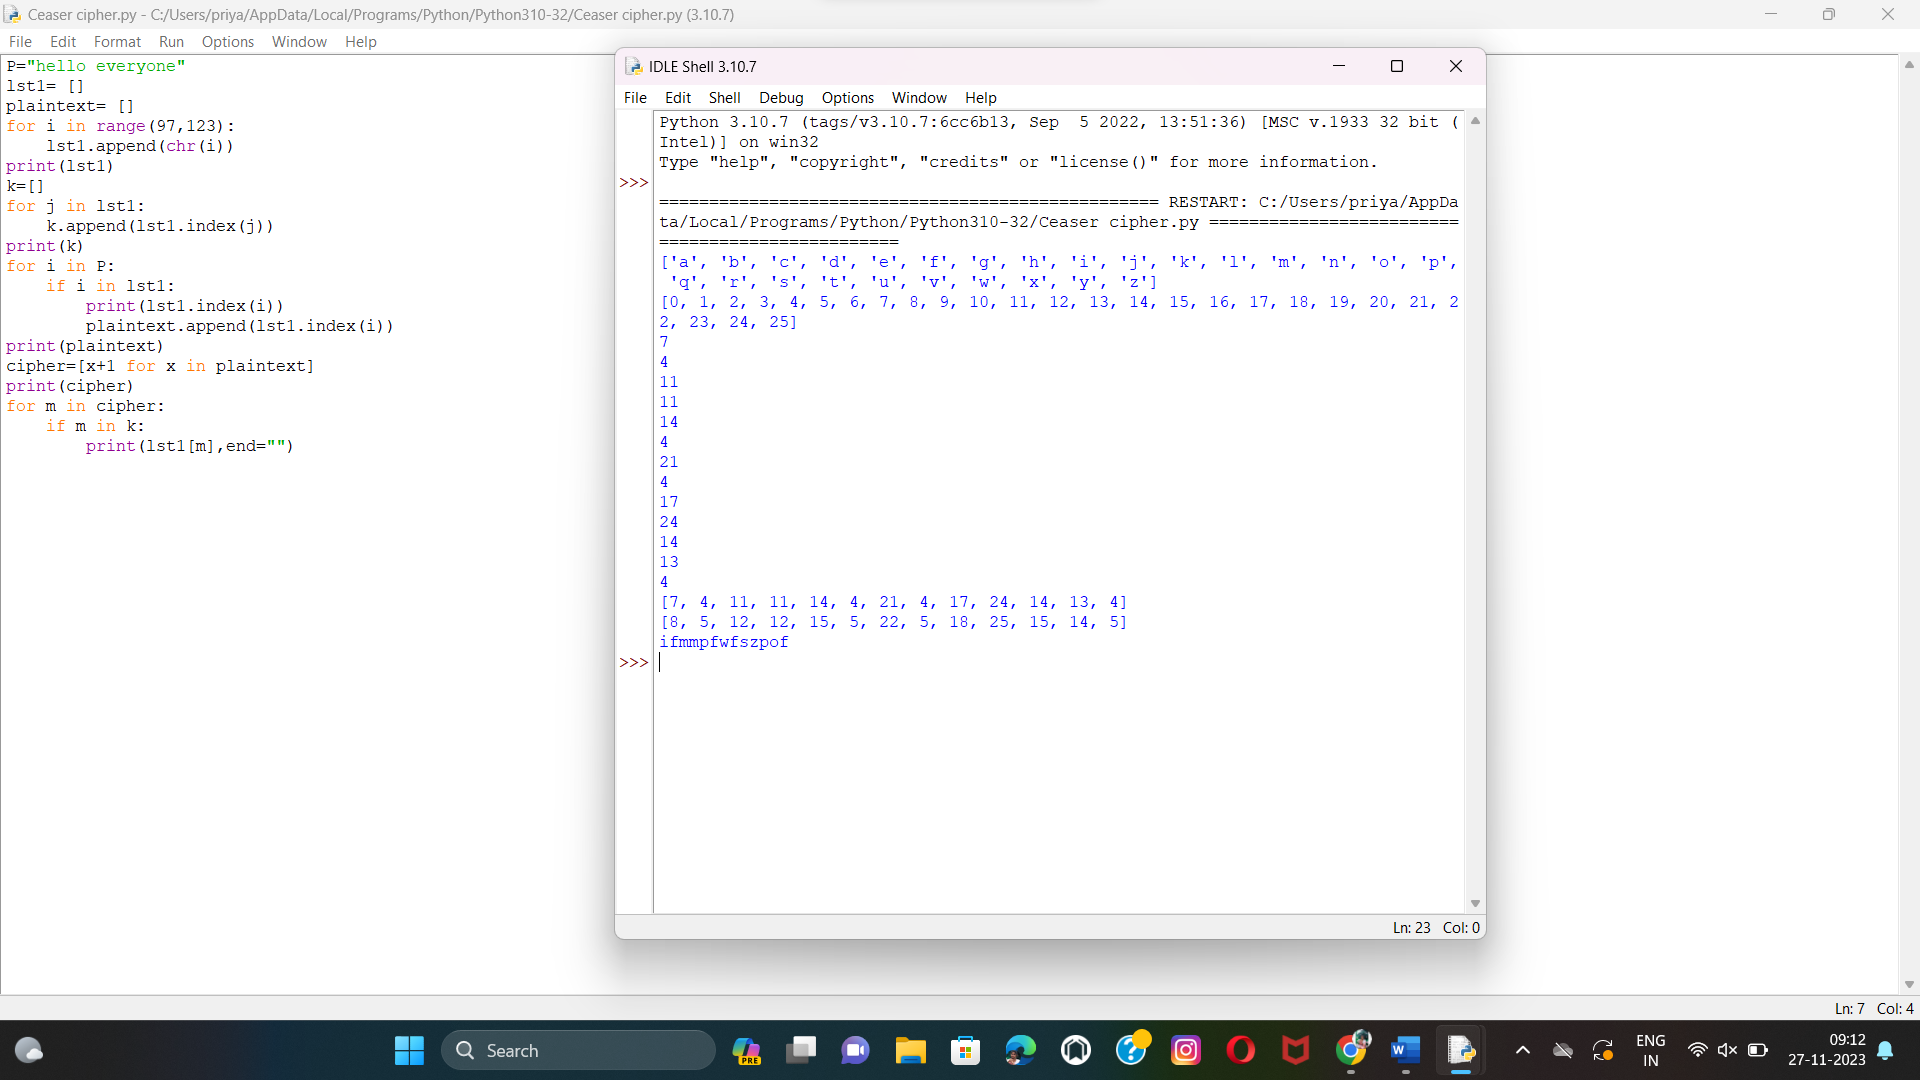 Ceaser cipher.py - C:/Users/priya/AppData/Local/Programs/Python/Python310-32/Ceaser cipher.py (3.10.7)
File Edit Format Run Options Window Help
P="hello everyone"
lst1= []
plaintext= []
for i in range(97,123):
    lst1.append(chr(i))
print(lst1)
k=[]
for j in lst1:
    k.append(lst1.index(j))
print(k)
for i in P:
    if i in lst1:
        print(lst1.index(i))
        plaintext.append(lst1.index(i))
print(plaintext)
cipher=[x+1 for x in plaintext]
print(cipher)
for m in cipher:
    if m in k:
        print(lst1[m],end="")
IDLE Shell 3.10.7
File Edit Shell Debug Options Window Help
Python 3.10.7 (tags/v3.10.7:6cc6b13, Sep  5 2022, 13:51:36) [MSC v.1933 32 bit (
Intel)] on win32
Type "help", "copyright", "credits" or "license()" for more information.
>>>
================================================== RESTART: C:/Users/priya/AppDa
ta/Local/Programs/Python/Python310-32/Ceaser cipher.py =========================
========================
['a', 'b', 'c', 'd', 'e', 'f', 'g', 'h', 'i', 'j', 'k', 'l', 'm', 'n', 'o', 'p',
 'q', 'r', 's', 't', 'u', 'v', 'w', 'x', 'y', 'z']
[0, 1, 2, 3, 4, 5, 6, 7, 8, 9, 10, 11, 12, 13, 14, 15, 16, 17, 18, 19, 20, 21, 2
2, 23, 24, 25]
7
4
11
11
14
4
21
4
17
24
14
13
4
[7, 4, 11, 11, 14, 4, 21, 4, 17, 24, 14, 13, 4]
[8, 5, 12, 12, 15, 5, 22, 5, 18, 25, 15, 14, 5]
ifmmpfwfszpof
>>>
Ln: 23 Col: 0
Ln: 7 Col: 4
Search
PRE
W
ENG
IN
09:12
27-11-2023